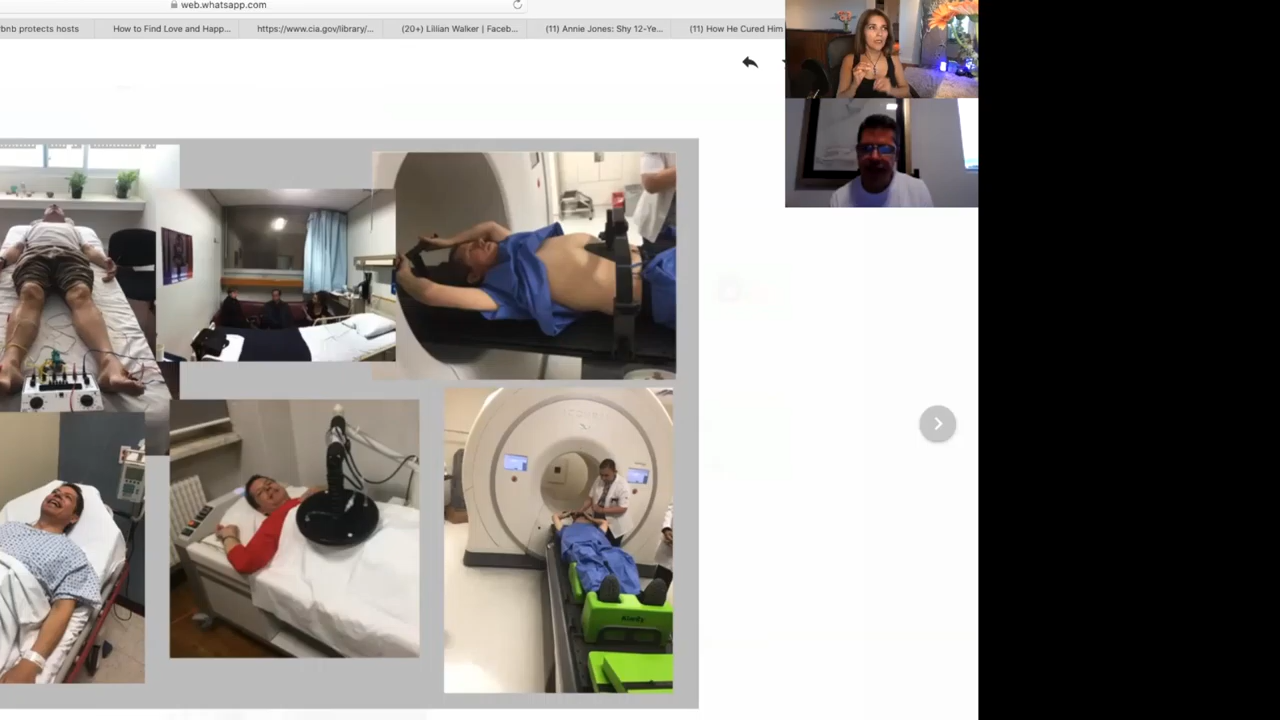 web.whatsapp.com
rbnb protects hosts
How to Find Love and Happ...
https://www.cia.gov/library/...
(20+) Lilian Walker | Faceb...
(11) Annie Jones: Shy 12-Ye...
(11) How He Cured Him